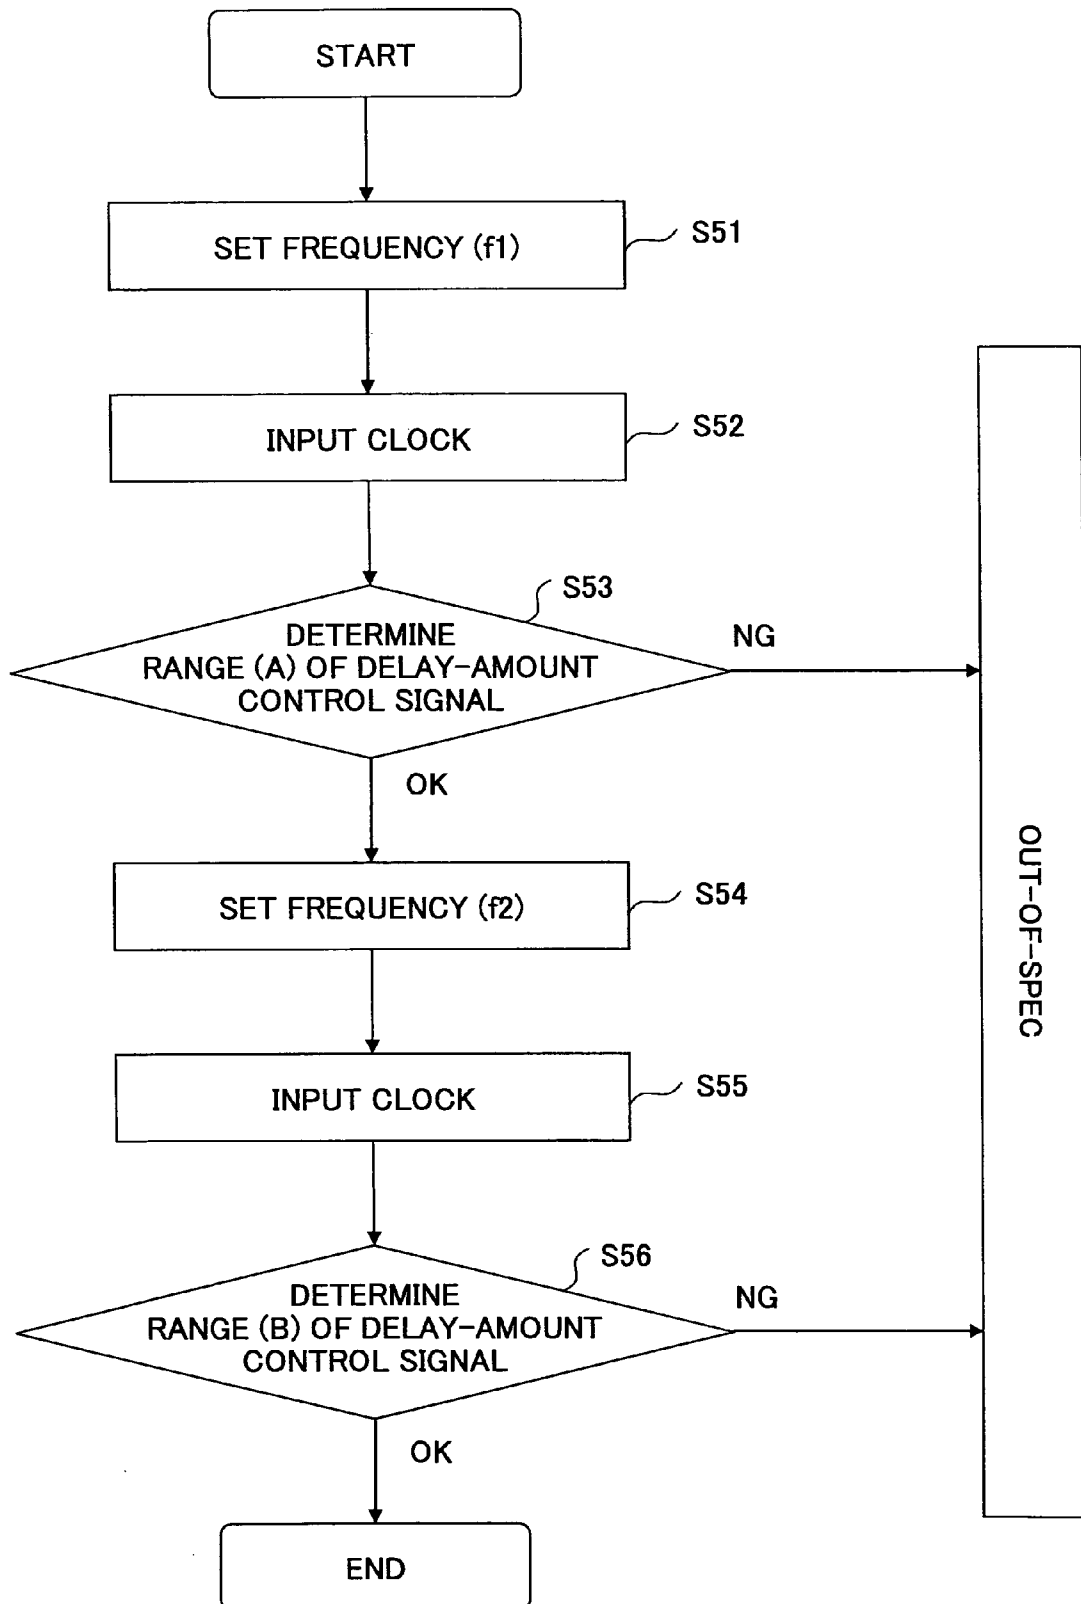 START
SET FREQUENCY (f1)
S51
INPUT CLOCK
S52
S53
DETERMINE
RANGE (A) OF DELAY-AMOUNT
CONTROL SIGNAL
NG
OK
SET FREQUENCY (f2)
S54
INPUT CLOCK
S55
S56
DETERMINE
RANGE (B) OF DELAY-AMOUNT
CONTROL SIGNAL
NG
OK
END
OUT-OF-SPEC